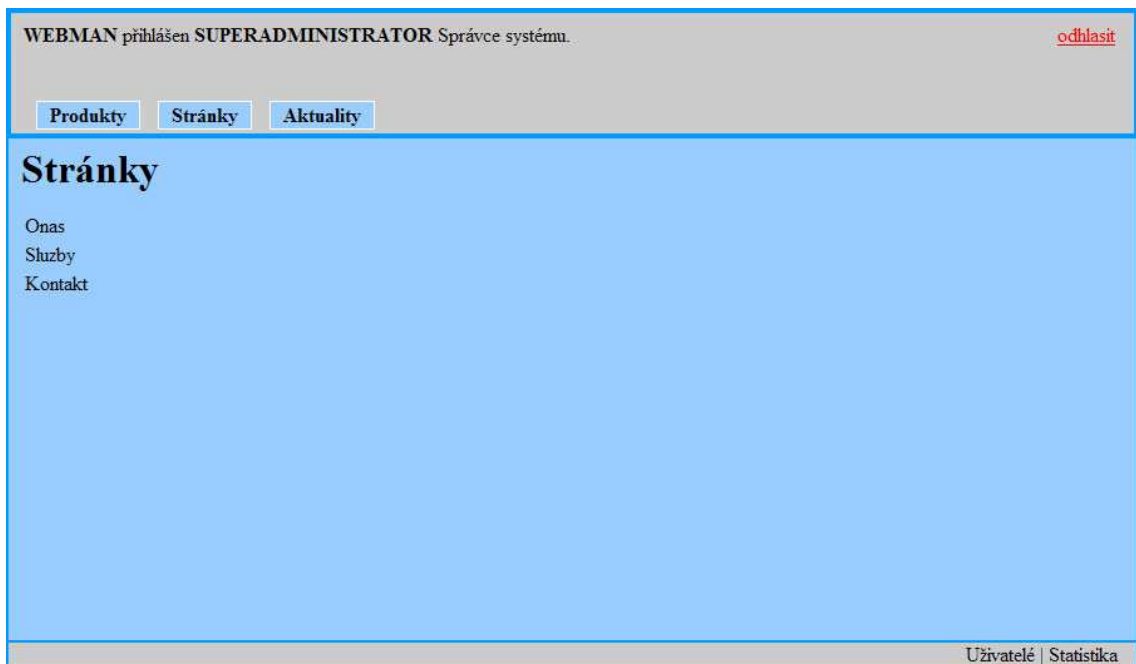 WEBMAN přihlášen SUPERADMINISTRATOR Správce systému. odhlasit
Produkty Stránky Aktuality
Stránky
Onas
Sluzby
Kontakt
Uživatelé | Statistika